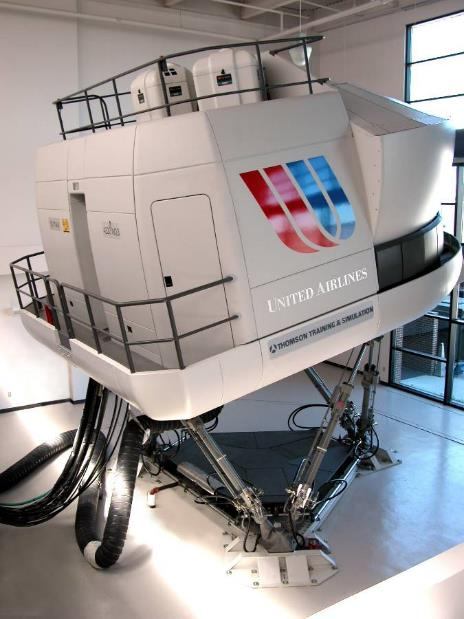 UNITED AIRLINES
THOMSON TRAINING & SIMULATION